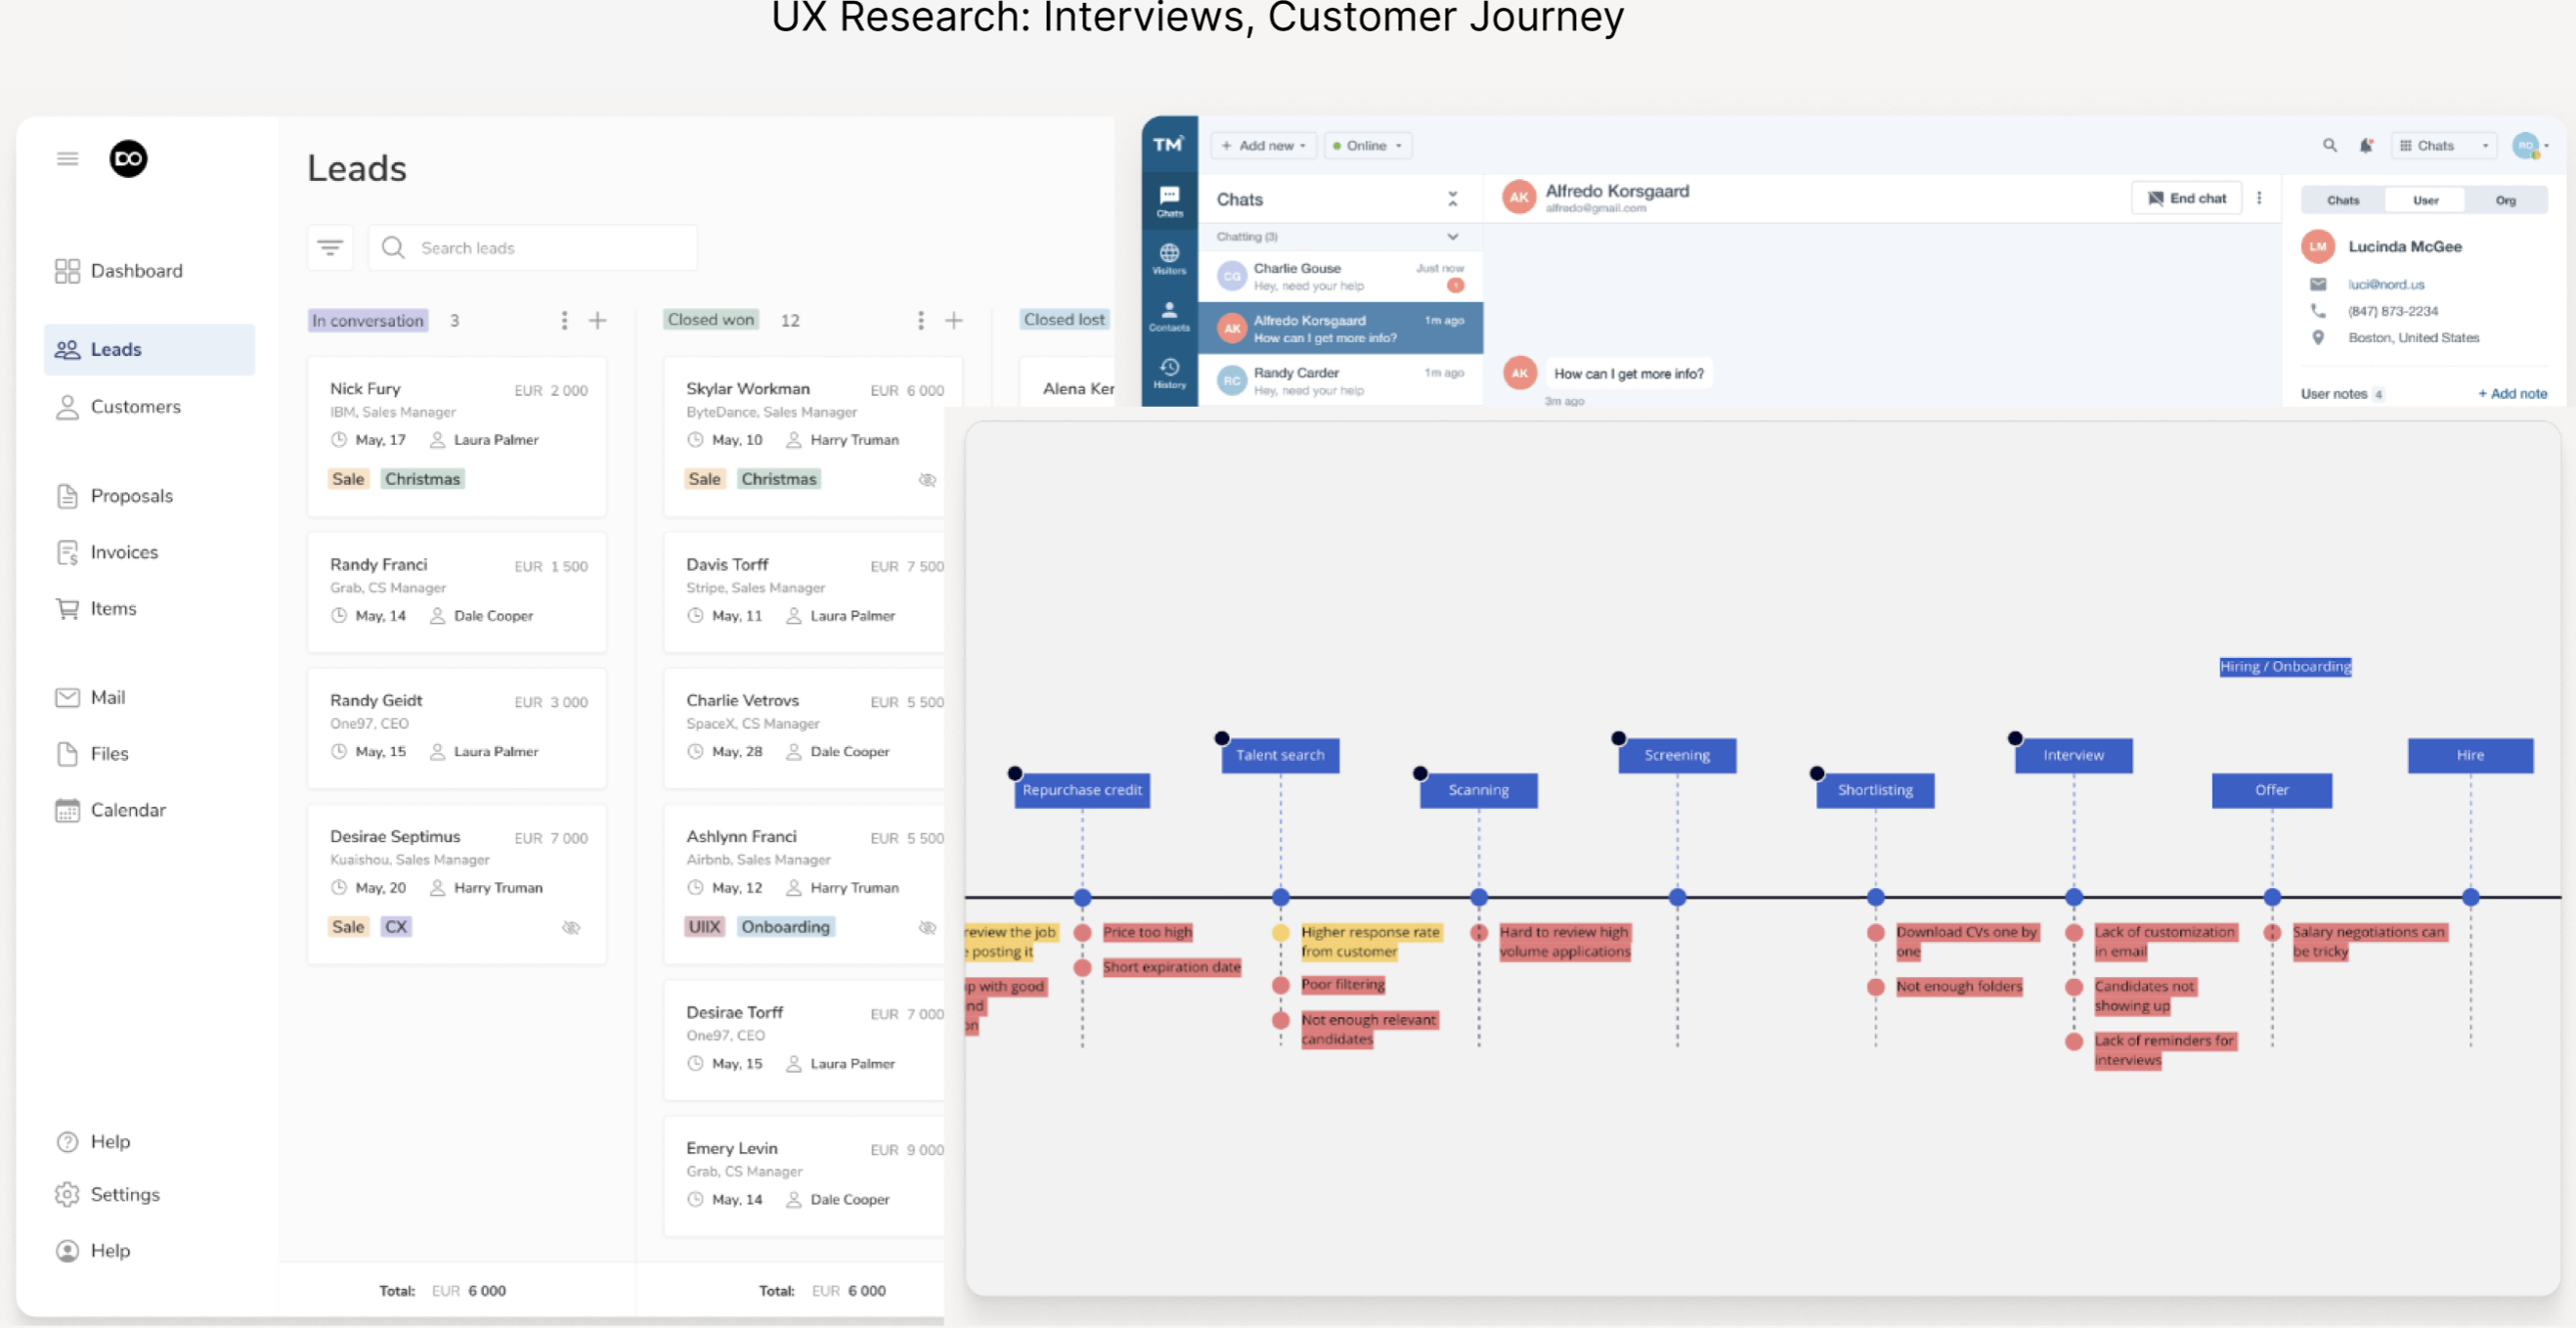 UX Research: Interviews, Customer Journey
DO
Dashboard
Leads
Customers
Proposals
Invoices
Items
Mail
Files
Calendar
Help
Settings
Help
Leads
Search leads
In conversation 3
Nick Fury EUR 2 000
IBM, Sales Manager
May, 17 Laura Palmer
Sale Christmas
Randy Franci EUR 1 500
Grab, CS Manager
May, 14 Dale Cooper
Randy Geidt EUR 3 000
One97, CEO
May, 15 Laura Palmer
Desirae Septimus EUR 7 000
Kuaishou, Sales Manager
May, 20 Harry Truman
Sale CX
Total: EUR 6 000
Closed won 12
Skylar Workman EUR 6 000
ByteDance, Sales Manager
May, 10 Harry Truman
Sale Christmas
Davis Torff EUR 7 500
Stripe, Sales Manager
May, 11 Laura Palmer
Charlie Vetrovs EUR 5 500
SpaceX, CS Manager
May, 28 Dale Cooper
Ashlynn Franci EUR 5 500
Airbnb, Sales Manager
May, 12 Harry Truman
UIIX Onboarding
Desirae Torff EUR 7 000
One97, CEO
May, 15 Laura Palmer
Emery Levin EUR 9 000
Grab, CS Manager
May, 14 Dale Cooper
Total: EUR 6 000
Closed lost
Alena Ker
TM
Chats
Visitors
Contacts
History
+ Add new Online
Chats
RD
Chats
Chatting (3)
CG Charlie Gouse Just now
Hey, need your help
AK Alfredo Korsgaard 1m ago
How can I get more info?
RC Randy Carder 1m ago
Hey, need your help
AK Alfredo Korsgaard
alfredo@gmail.com
End chat
AK How can I get more info?
3m ago
Chats User Org
LM Lucinda McGee
luci@nord.us
(847) 873-2234
Boston, United States
User notes 4 + Add note
Hiring / Onboarding
Repurchase credit
Talent search
Scanning
Screening
Shortlisting
Interview
Offer
Hire
review the job
posting it
up with good
nd
on
Price too high
Short expiration date
Higher response rate
from customer
Poor filtering
Not enough relevant
candidates
Hard to review high
volume applications
Download CVs one by
one
Not enough folders
Lack of customization
in email
Candidates not
showing up
Lack of reminders for
interviews
Salary negotiations can
be tricky